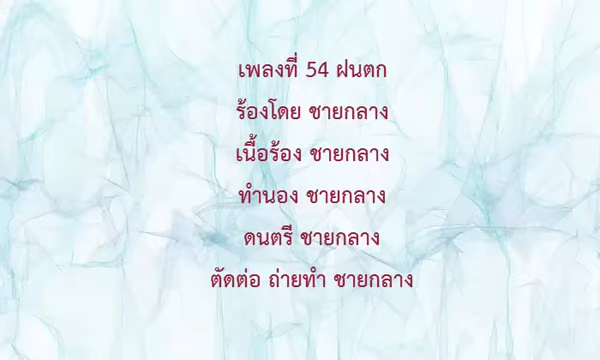 เพลงที่ 54 ฝนตก
ร้องโดย ชายกลาง
เนื้อร้อง ชายกลาง
ทำนอง ชายกลาง
ดนตรี ชายกลาง
ตัดต่อ ถ่ายทำ ชายกลาง